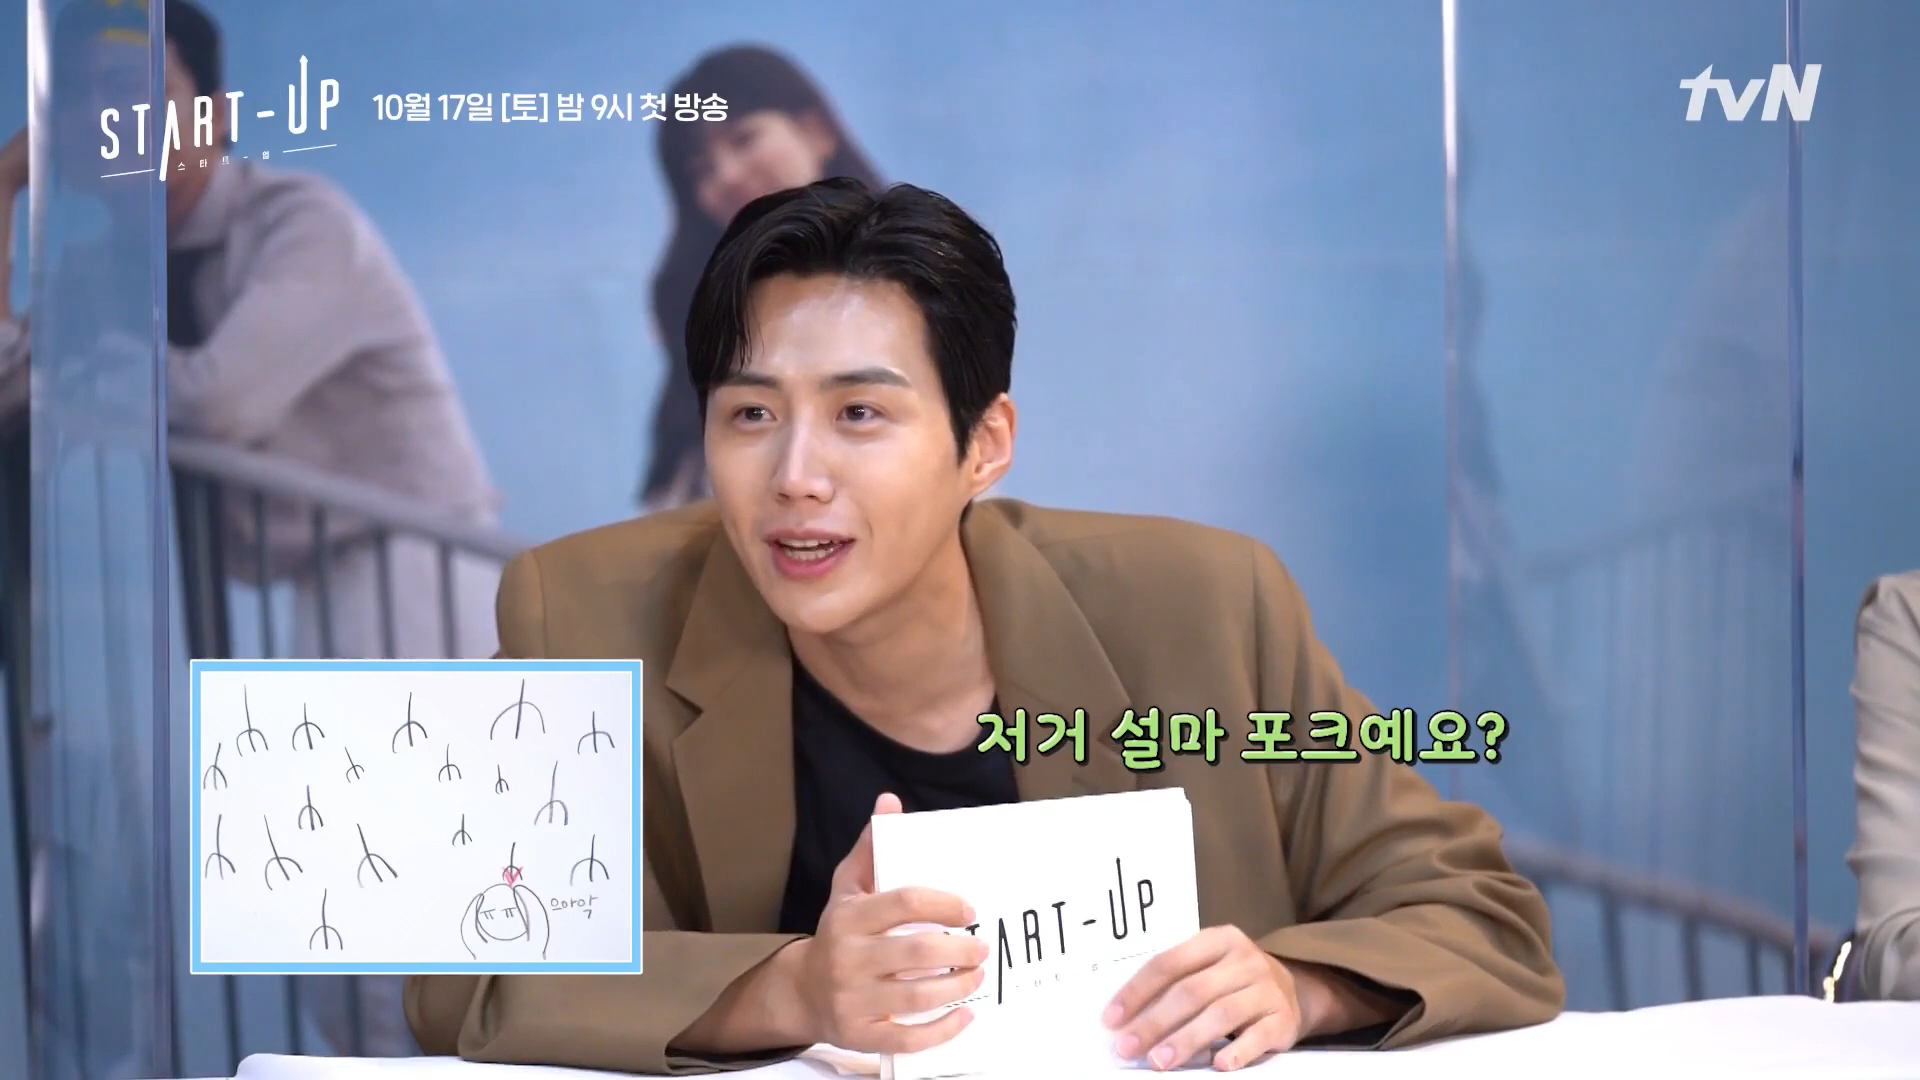 START-UP
스타트-업
10월 17일 [토] 밤 9시 첫 방송
tvN
저거 설마 포크예요?
으아악
START-UP